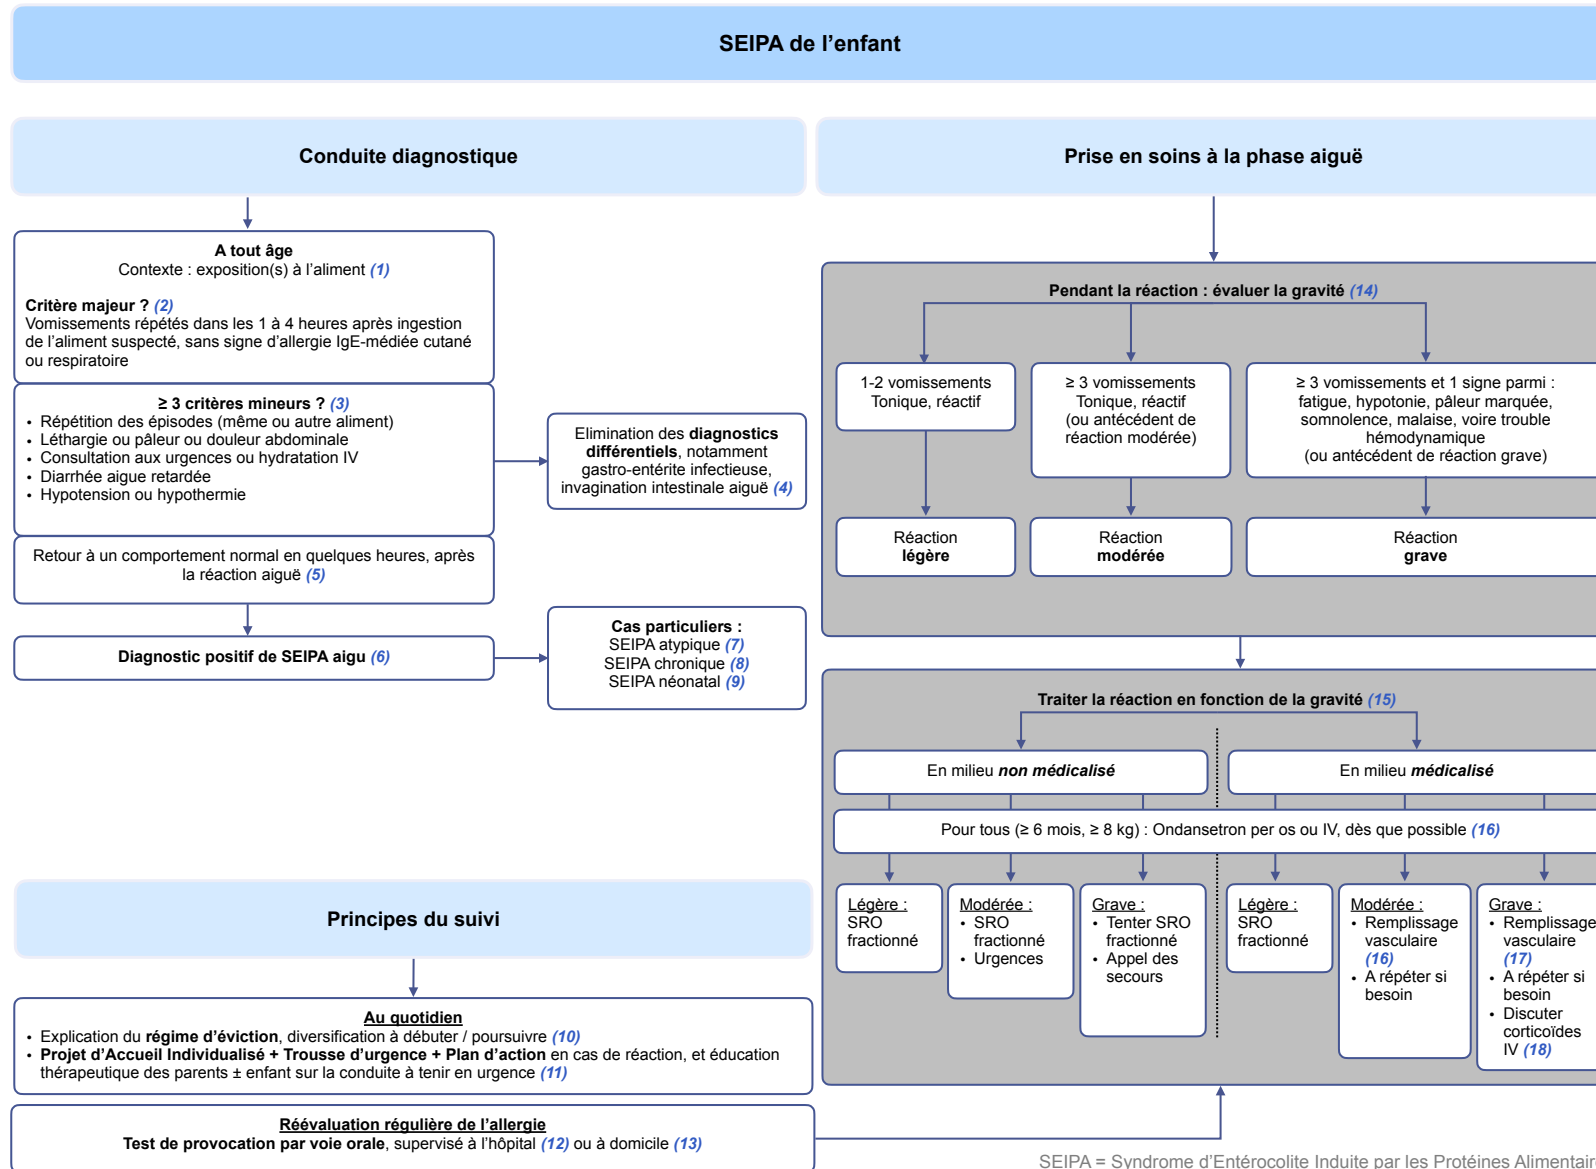 SEIPA de l’enfant
Conduite diagnostique
A tout âge
Contexte : exposition(s) à l’aliment (1)
Critère majeur ? (2)
Vomissements répétés dans les 1 à 4 heures après ingestion
de l’aliment suspecté, sans signe d’allergie IgE-médiée cutané
ou respiratoire
≥ 3 critères mineurs ? (3)
• Répétition des épisodes (même ou autre aliment)
• Léthargie ou pâleur ou douleur abdominale
• Consultation aux urgences ou hydratation IV
• Diarrhée aigue retardée
• Hypotension ou hypothermie
Elimination des diagnostics
différentiels, notamment
gastro-entérite infectieuse,
invagination intestinale aiguë (4)
Retour à un comportement normal en quelques heures, après
la réaction aiguë (5)
Diagnostic positif de SEIPA aigu (6)
Cas particuliers :
SEIPA atypique (7)
SEIPA chronique (8)
SEIPA néonatal (9)
Principes du suivi
Au quotidien
• Explication du régime d’éviction, diversification à débuter / poursuivre (10)
• Projet d’Accueil Individualisé + Trousse d’urgence + Plan d’action en cas de réaction, et éducation
thérapeutique des parents ± enfant sur la conduite à tenir en urgence (11)
Réévaluation régulière de l’allergie
Test de provocation par voie orale, supervisé à l’hôpital (12) ou à domicile (13)
Prise en soins à la phase aiguë
Pendant la réaction : évaluer la gravité (14)
1-2 vomissements
Tonique, réactif
≥ 3 vomissements
Tonique, réactif
(ou antécédent de
réaction modérée)
≥ 3 vomissements et 1 signe parmi :
fatigue, hypotonie, pâleur marquée,
somnolence, malaise, voire trouble
hémodynamique
(ou antécédent de réaction grave)
Réaction
légère
Réaction
modérée
Réaction
grave
Traiter la réaction en fonction de la gravité (15)
En milieu non médicalisé
En milieu médicalisé
Pour tous (≥ 6 mois, ≥ 8 kg) : Ondansetron per os ou IV, dès que possible (16)
Légère :
SRO
fractionné
Modérée :
• SRO
fractionné
• Urgences
Grave :
• Tenter SRO
fractionné
• Appel des
secours
Légère :
SRO
fractionné
Modérée :
• Remplissage
vasculaire
(16)
• A répéter si
besoin
Grave :
• Remplissage
vasculaire
(17)
• A répéter si
besoin
• Discuter
corticoïdes
IV (18)
SEIPA = Syndrome d’Entérocolite Induite par les Protéines Alimentair